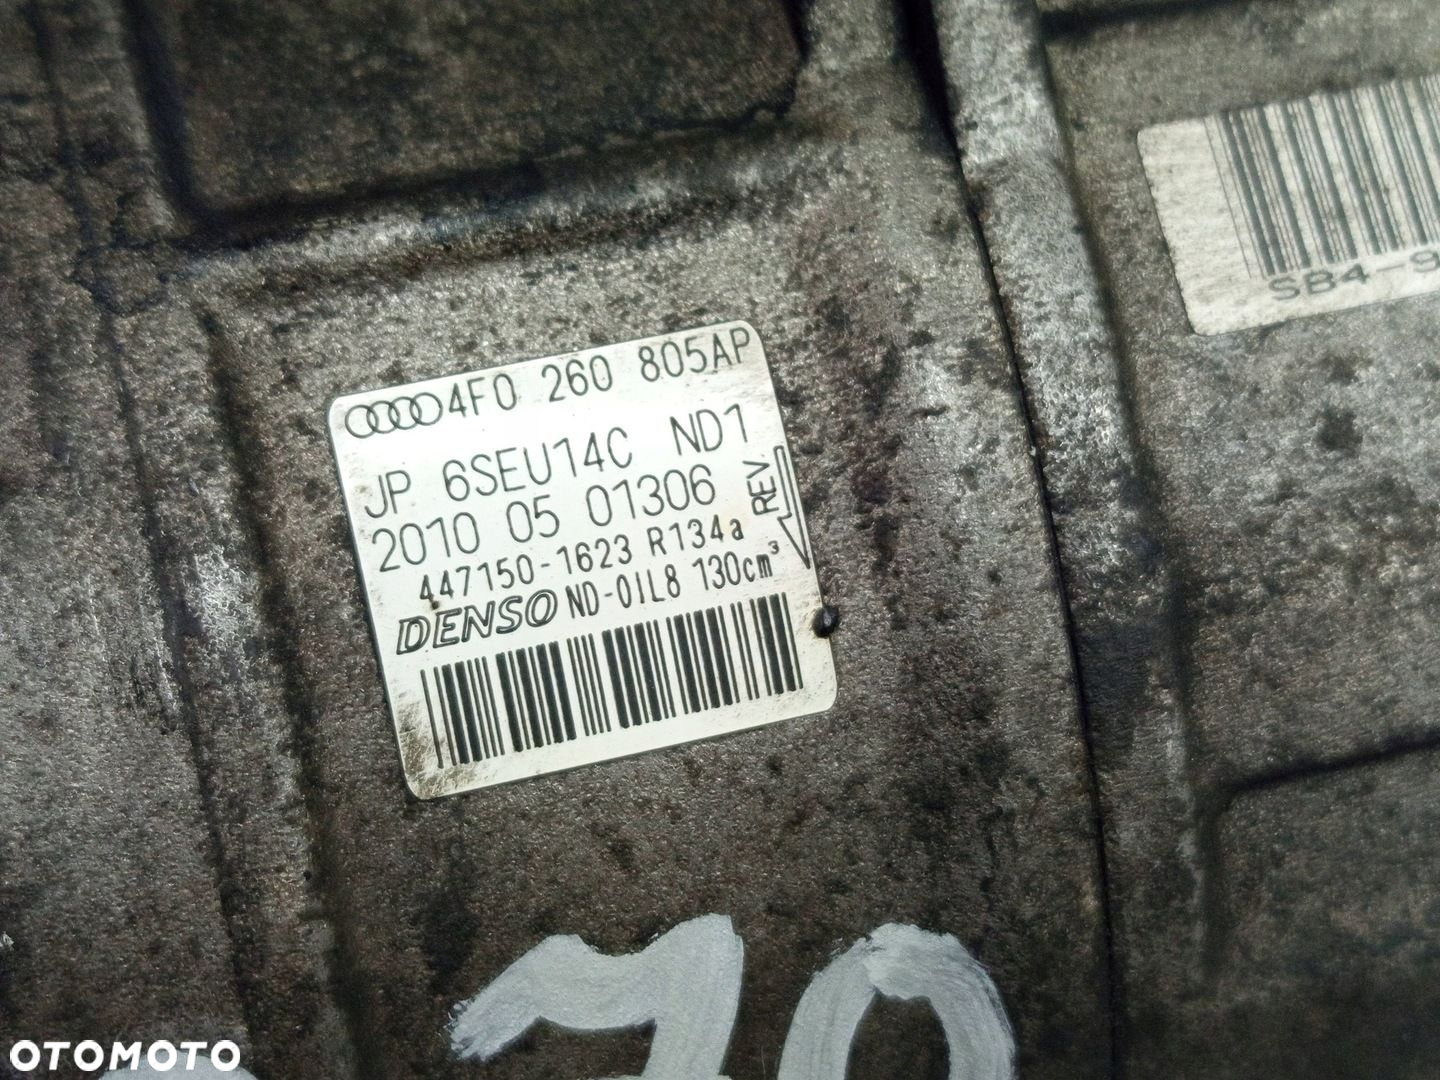 4F0 260 805AP
JP 6SEU14C ND1
2010 05 01306
REV.
447150-1623 R134a
DENSO ND-OIL8 130cm³
SB4-9
70
OTOMOTO